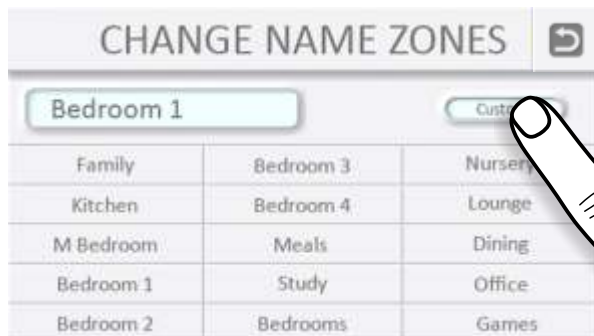 CHANGE NAME ZONES
Bedroom 1
Family Bedroom 3 Nursery
Kitchen Bedroom 4 Lounge
M Bedroom Meals Dining
Bedroom 1 Study Office
Bedroom 2 Bedrooms Games